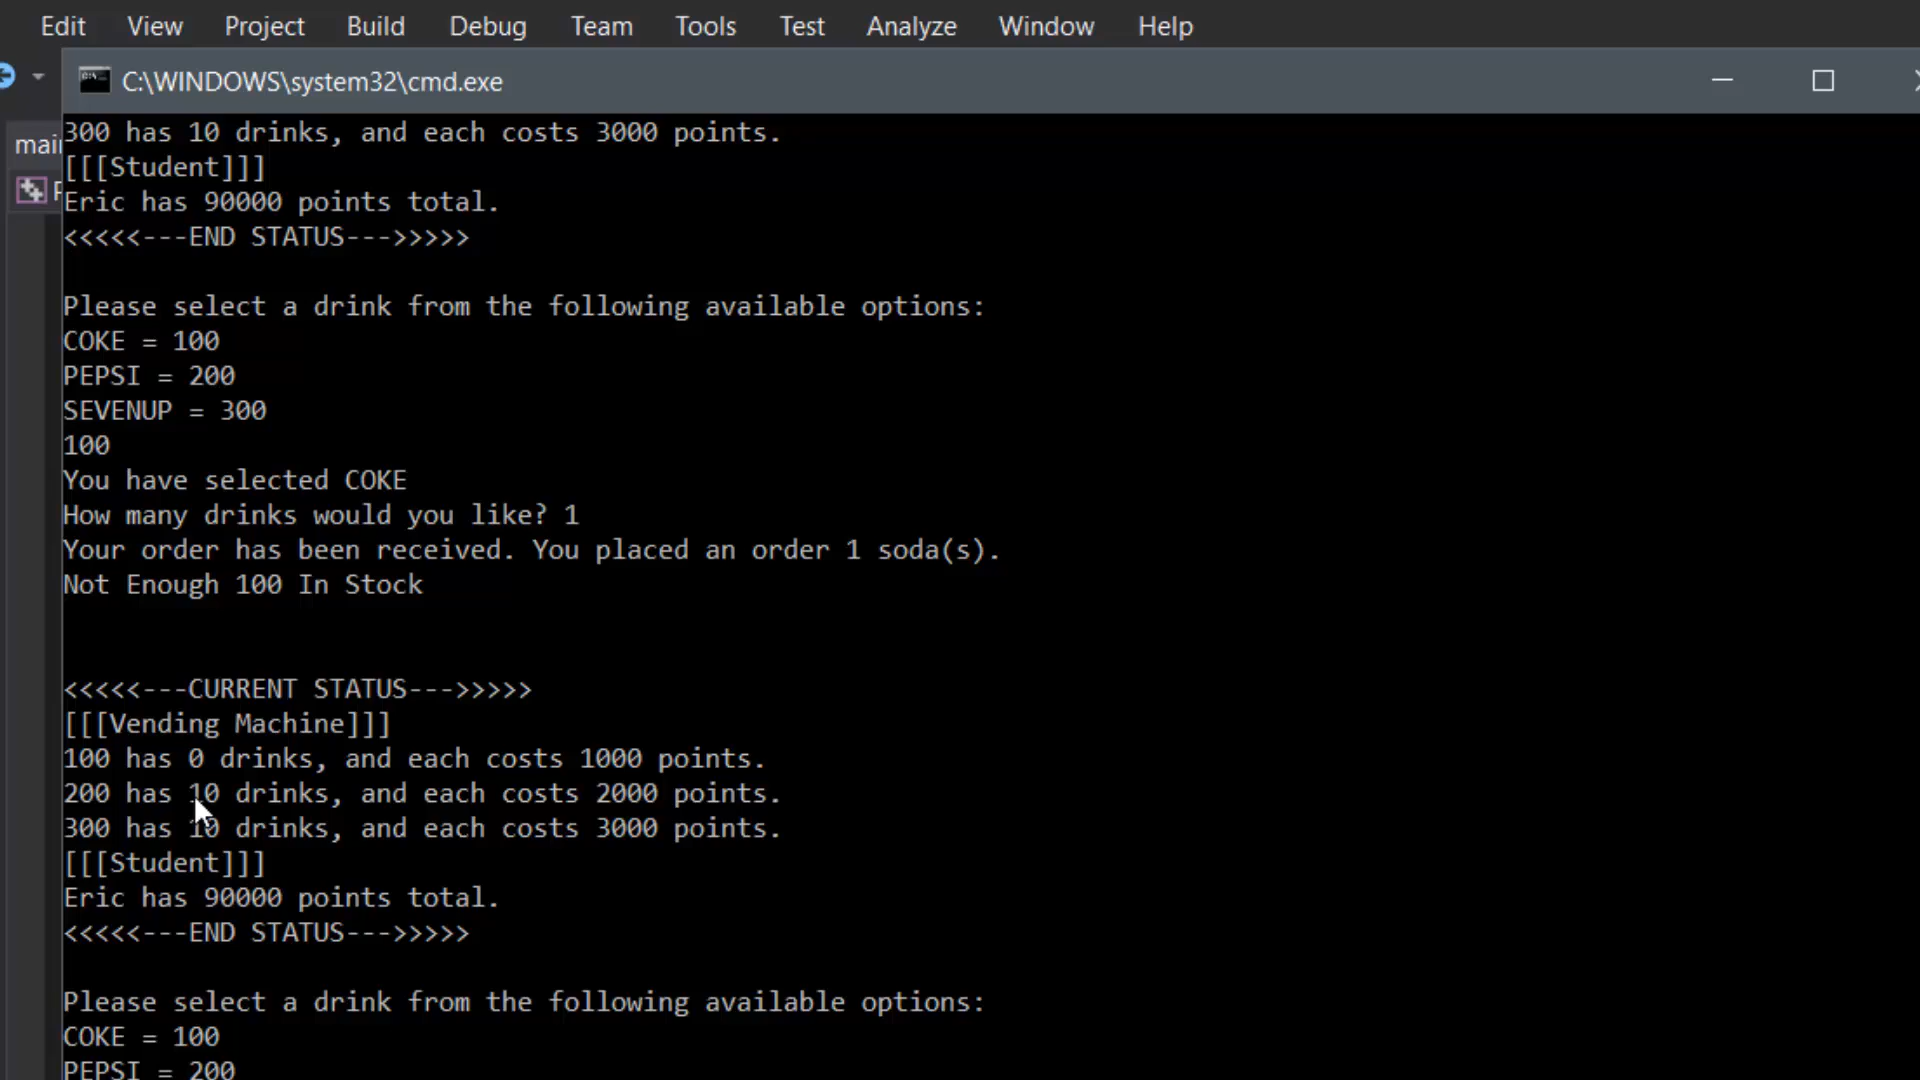 Edit View Project Build Debug Team Tools Test Analyze Window Help
C:\WINDOWS\system32\cmd.exe
300 has 10 drinks, and each costs 3000 points.
[[[Student]]]
Eric has 90000 points total.
<<<<<---END STATUS--->>>>>
Please select a drink from the following available options:
COKE = 100
PEPSI = 200
SEVENUP = 300
100
You have selected COKE
How many drinks would you like? 1
Your order has been received. You placed an order 1 soda(s).
Not Enough 100 In Stock
<<<<<---CURRENT STATUS--->>>>>
[[[Vending Machine]]]
100 has 0 drinks, and each costs 1000 points.
200 has 10 drinks, and each costs 2000 points.
300 has 10 drinks, and each costs 3000 points.
[[[Student]]]
Eric has 90000 points total.
<<<<<---END STATUS--->>>>>
Please select a drink from the following available options:
COKE = 100
PEPSI = 200